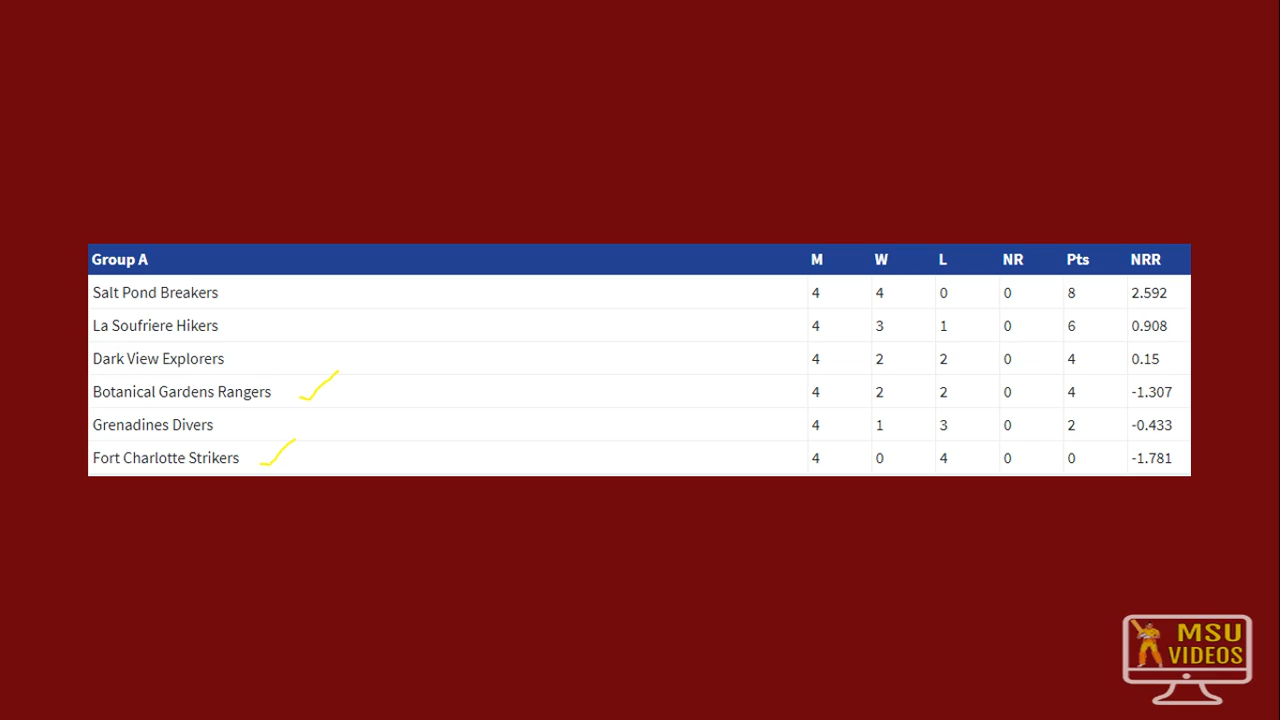 Group A M W L NR Pts NRR
Salt Pond Breakers 4 4 0 0 8 2.592
La Soufriere Hikers 4 3 1 0 6 0.908
Dark View Explorers 4 2 2 0 4 0.15
Botanical Gardens Rangers 4 2 2 0 4 -1.307
Grenadines Divers 4 1 3 0 2 -0.433
Fort Charlotte Strikers 4 0 4 0 0 -1.781
MSU
VIDEOS